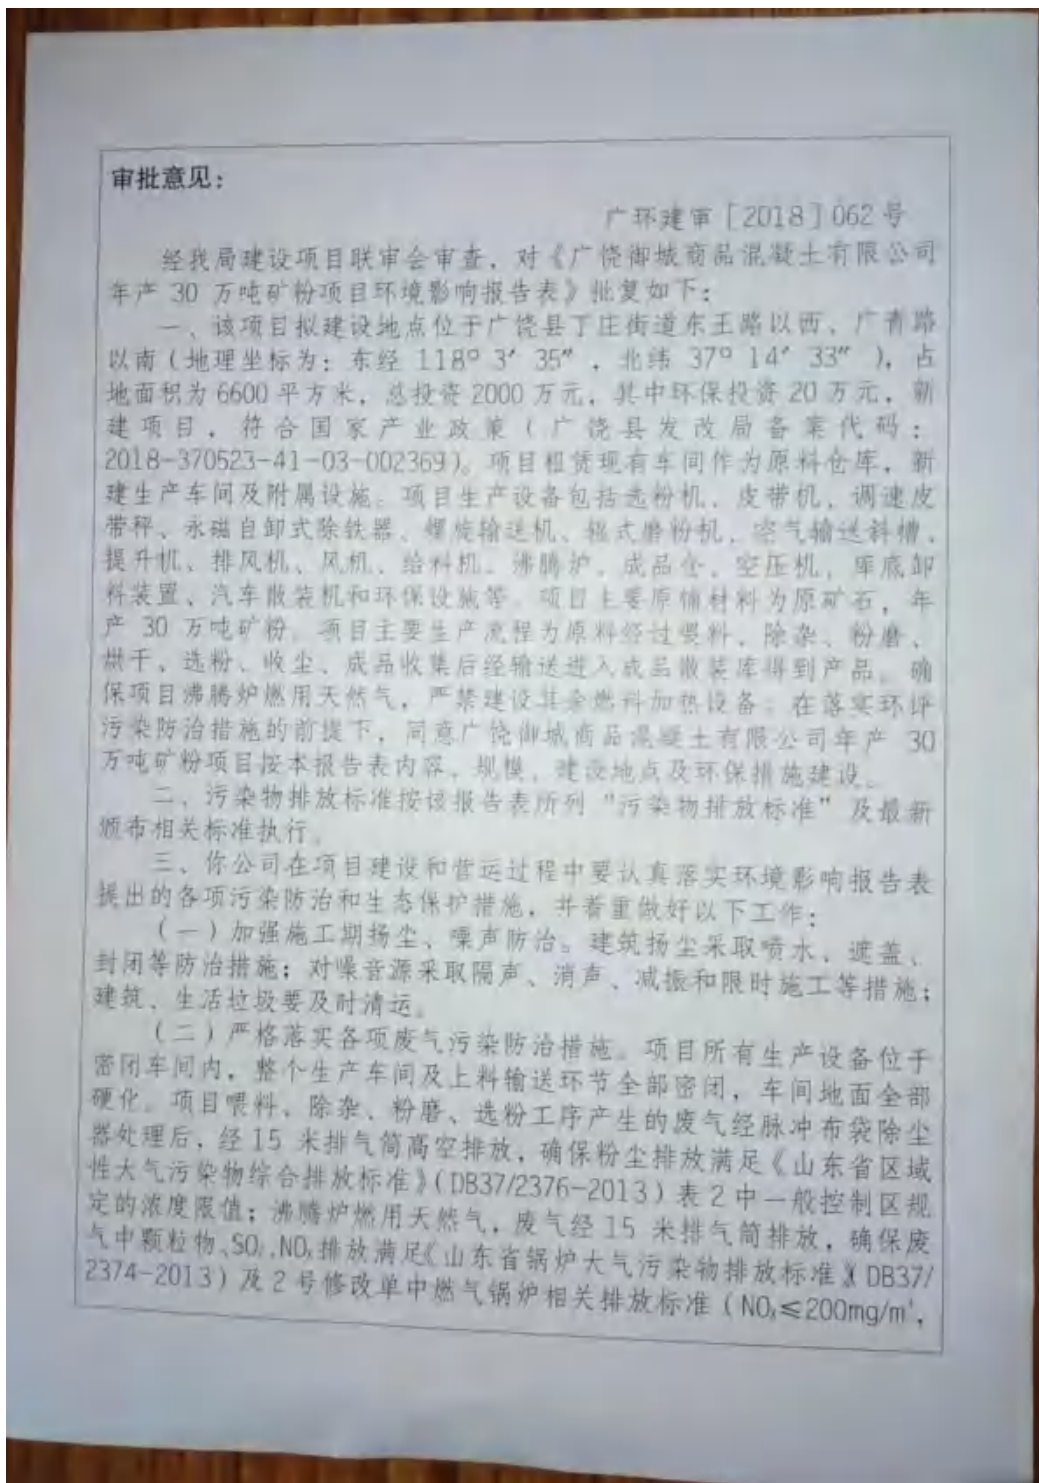 审批意见：
广环建审［2018］062号
经我局建设项目联审会审查，对《广饶御城商品混凝土有限公司
年产 30 万吨矿粉项目环境影响报告表》批复如下：
一、该项目拟建设地点位于广饶县丁庄街道东王路以西、广青路
以南（地理坐标为：东经 118° 3′ 35″ ，北纬 37° 14′ 33″ ），占
地面积为 6600 平方米，总投资 2000 万元，其中环保投资 20 万元，新
建项目，符合国家产业政策（广饶县发改局备案代码：
2018-370523-41-03-002369）。项目租赁现有车间作为原料仓库，新
建生产车间及附属设施。项目生产设备包括选粉机、皮带机、调速皮
带秤、永磁自卸式除铁器、螺旋输送机、辊式磨粉机、空气输送斜槽、
提升机、排风机、风机、给料机、沸腾炉、成品仓、空压机、库底卸
料装置、汽车散装机和环保设施等。项目主要原辅材料为原矿石，年
产 30 万吨矿粉。项目主要生产流程为原料经过喂料、除杂、粉磨、
烘干、选粉、收尘、成品收集后经输送进入成品散装库得到产品。确
保项目沸腾炉燃用天然气，严禁建设其余燃料加热设备。在落实环评
污染防治措施的前提下，同意广饶御城商品混凝土有限公司年产 30
万吨矿粉项目按本报告表内容、规模、建设地点及环保措施建设。
二、污染物排放标准按该报告表所列“污染物排放标准”及最新
颁布相关标准执行。
三、你公司在项目建设和营运过程中要认真落实环境影响报告表
提出的各项污染防治和生态保护措施，并着重做好以下工作：
（一）加强施工期扬尘、噪声防治。建筑扬尘采取喷水、遮盖、
封闭等防治措施；对噪音源采取隔声、消声、减振和限时施工等措施；
建筑、生活垃圾要及时清运。
（二）严格落实各项废气污染防治措施。项目所有生产设备位于
密闭车间内，整个生产车间及上料输送环节全部密闭，车间地面全部
硬化。项目喂料、除杂、粉磨、选粉工序产生的废气经脉冲布袋除尘
器处理后，经 15 米排气筒高空排放，确保粉尘排放满足《山东省区域
性大气污染物综合排放标准》（DB37/2376-2013）表 2 中一般控制区规
定的浓度限值；沸腾炉燃用天然气，废气经 15 米排气筒排放，确保废
气中颗粒物、SO₂、NOₓ排放满足《山东省锅炉大气污染物排放标准》（DB37/
2374-2013）及 2 号修改单中燃气锅炉相关排放标准（NOₓ≤200mg/m³，